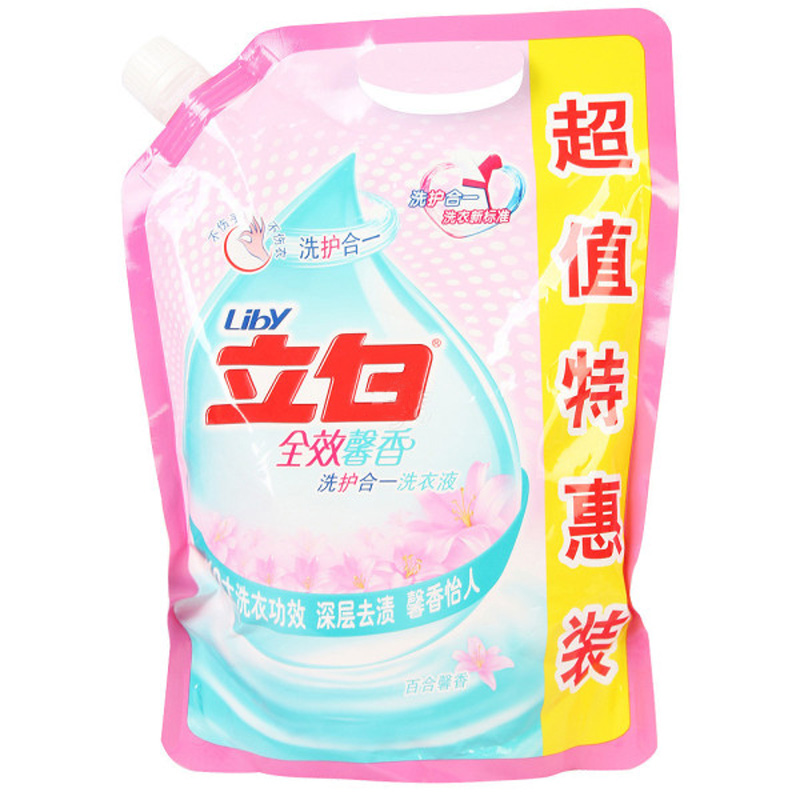 超值特惠装
洗护合一
洗衣新标准
不伤手
不伤衣
洗护合一
Liby
立白®
全效馨香
洗护合一洗衣液
大洗衣功效 深层去渍 馨香怡人
百合馨香